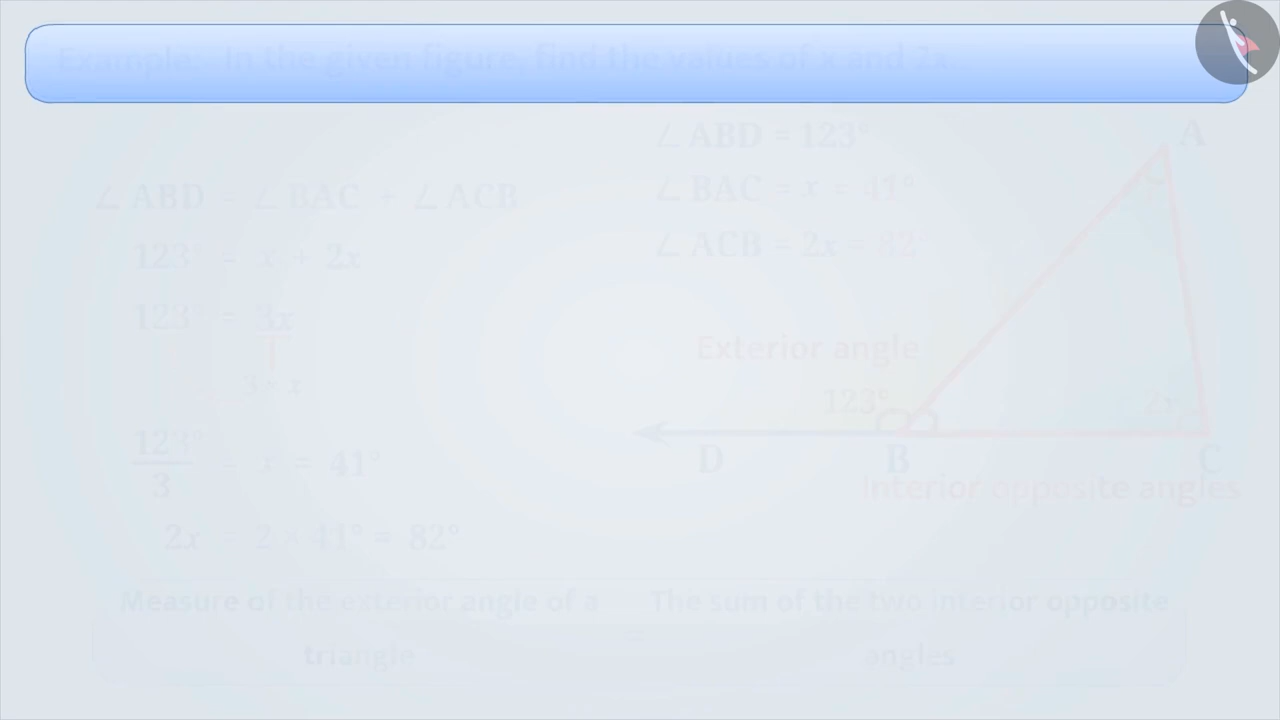 Example: In the given figure, find the values of x and 2x.
∠ ABD = ∠ BAC + ∠ ACB
123° = x + 2x
123° = 3x
3 × x
123°
3
= x = 41°
2x = 2 × 41° = 82°
∠ ABD = 123°
∠ BAC = x = 41°
∠ ACB = 2x = 82°
A
x
Exterior angle
123°
2x
D B C
Interior opposite angles
Measure of the exterior angle of a triangle = The sum of the two interior opposite angles